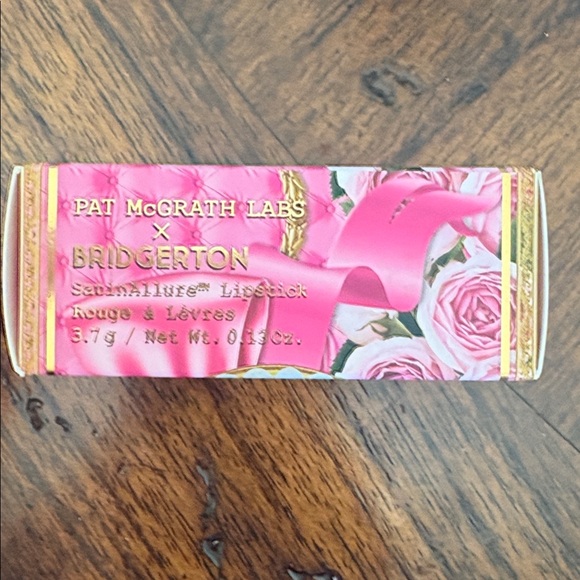 PAT McGRATH LABS
X
BRIDGERTON
SatinAllure™ Lipstick
Rouge à Lèvres
3.7g / Net Wt. 0.13Oz.